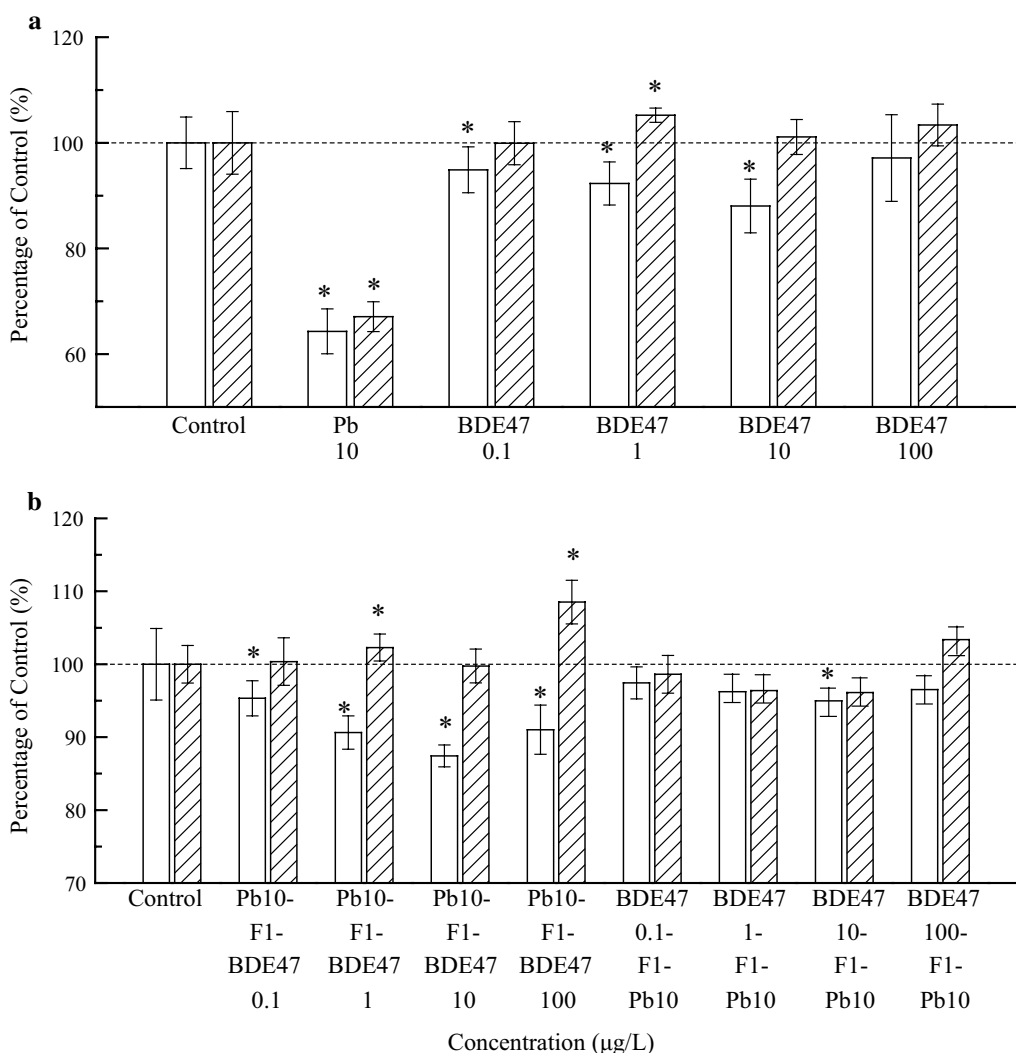 a
120
100
80
60
Percentage of Control (%)
* * * * * *
Control Pb BDE47 BDE47 BDE47 BDE47
10 0.1 1 10 100
b
120
110
100
90
80
70
Percentage of Control (%)
* * * * * * *
Control Pb10- Pb10- Pb10- Pb10- BDE47 BDE47 BDE47 BDE47
F1- F1- F1- F1- 0.1- 1- 10- 100-
BDE47 BDE47 BDE47 BDE47 F1- F1- F1- F1-
0.1 1 10 100 Pb10 Pb10 Pb10 Pb10
Concentration (μg/L)